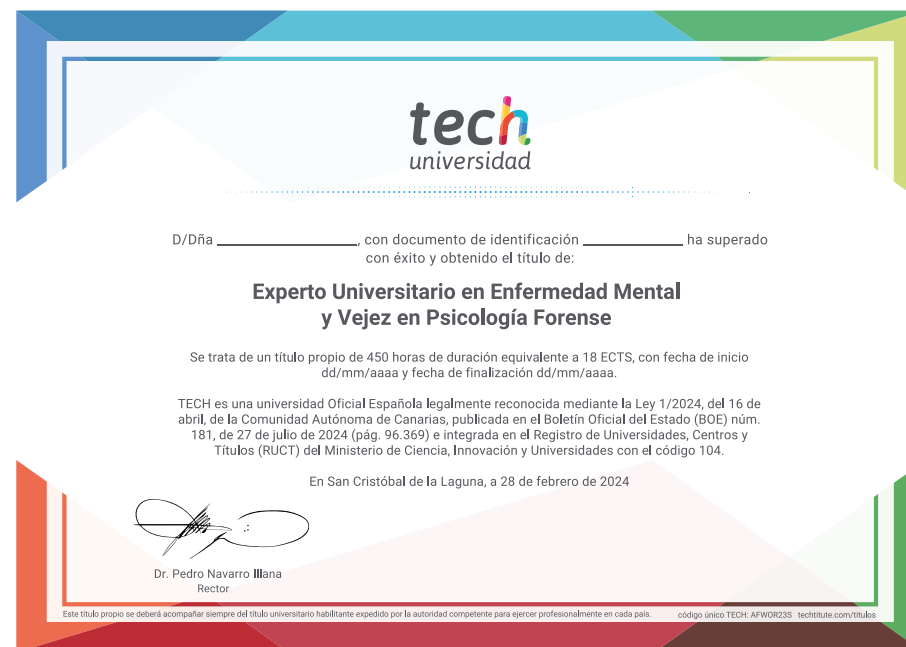 tech
universidad
D/Dña ____________, con documento de identificación ____________ ha superado
con éxito y obtenido el título de:
Experto Universitario en Enfermedad Mental
y Vejez en Psicología Forense
Se trata de un título propio de 450 horas de duración equivalente a 18 ECTS, con fecha de inicio
dd/mm/aaaa y fecha de finalización dd/mm/aaaa.
TECH es una universidad Oficial Española legalmente reconocida mediante la Ley 1/2024, del 16 de
abril, de la Comunidad Autónoma de Canarias, publicada en el Boletín Oficial del Estado (BOE) núm.
181, de 27 de julio de 2024 (pág. 96.369) e integrada en el Registro de Universidades, Centros y
Títulos (RUCT) del Ministerio de Ciencia, Innovación y Universidades con el código 104.
En San Cristóbal de la Laguna, a 28 de febrero de 2024
Dr. Pedro Navarro Illana
Rector
Este título propio se deberá acompañar siempre del título universitario habilitante expedido por la autoridad competente para ejercer profesionalmente en cada país.
código único TECH: AFWOR23S techtitute.com/titulos